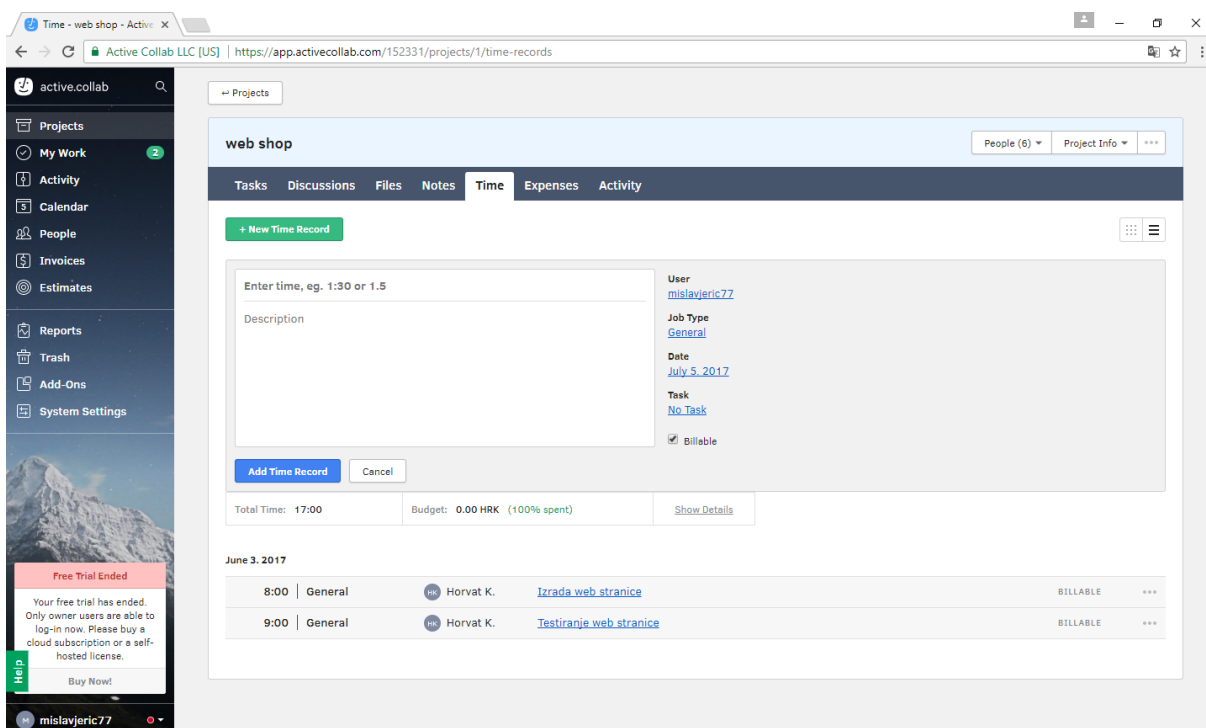 Time - web shop - Active
Active Collab LLC [US] | https://app.activecollab.com/152331/projects/1/time-records
active.collab
Projects
My Work 2
Activity
5 Calendar
People
Invoices
Estimates
Reports
Trash
Add-Ons
System Settings
Free Trial Ended
Your free trial has ended.
Only owner users are able to
log-in now. Please buy a
cloud subscription or a self-
hosted license.
Buy Now!
Help
M mislavjeric77
↩ Projects
web shop
People (6) Project Info
Tasks Discussions Files Notes Time Expenses Activity
+ New Time Record
Enter time, eg. 1:30 or 1.5
Description
User
mislavjeric77
Job Type
General
Date
July 5. 2017
Task
No Task
Billable
Add Time Record Cancel
Total Time: 17:00 Budget: 0.00 HRK (100% spent) Show Details
June 3. 2017
8:00 General HK Horvat K. Izrada web stranice BILLABLE
9:00 General HK Horvat K. Testiranje web stranice BILLABLE